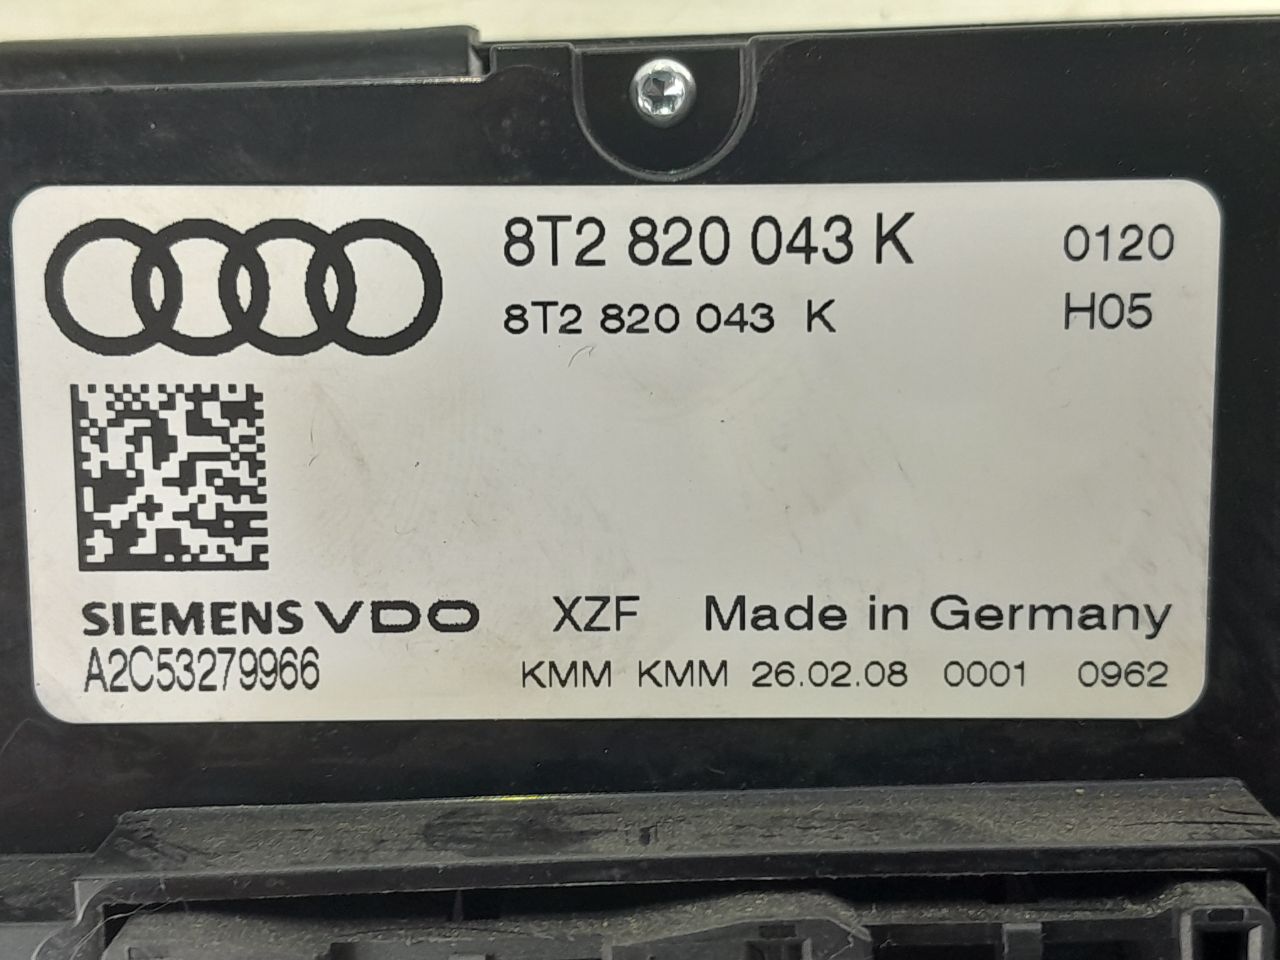 8T2 820 043 K 0120
8T2 820 043 K H05
SIEMENS VDO XZF Made in Germany
A2C53279966 KMM KMM 26.02.08 0001 0962